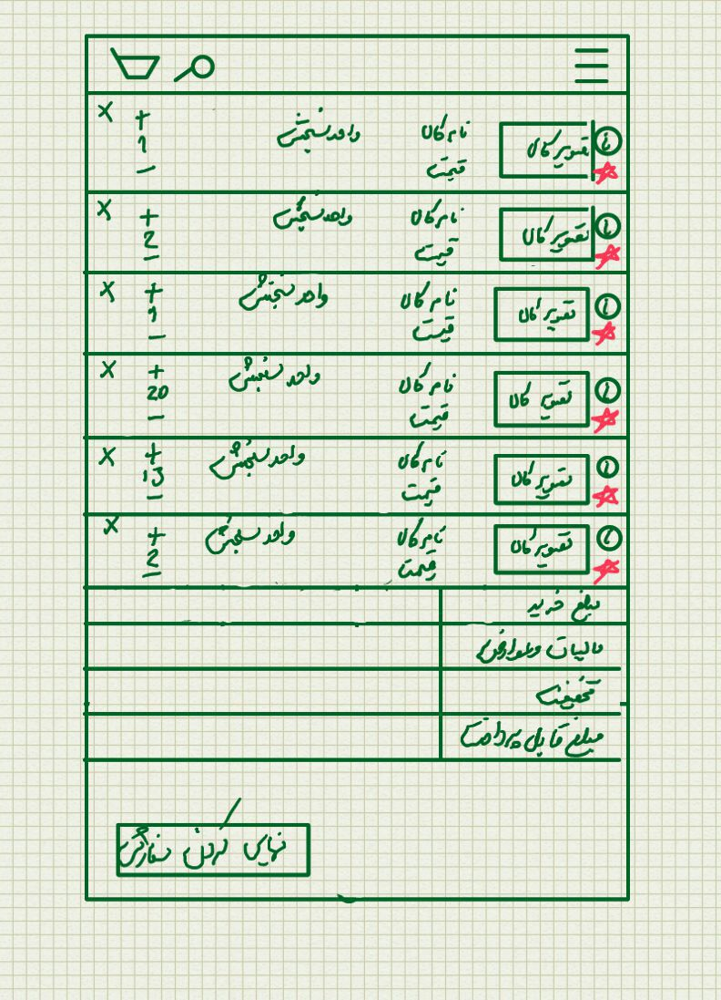 i
تصویر کالا
نام کالا
قیمت
واحد سنجش
+
1
-
x
i
تصویر کالا
نام کالا
قیمت
واحد سنجش
+
2
-
x
i
تصویر کالا
نام کالا
قیمت
واحد سنجش
+
1
-
x
i
تصویر کالا
نام کالا
قیمت
واحد سنجش
+
20
-
x
i
تصویر کالا
نام کالا
قیمت
واحد سنجش
+
13
-
x
i
تصویر کالا
نام کالا
قیمت
واحد سنجش
+
2
-
x
مبلغ خرید
مالیات و عوارض
تخفیف
مبلغ قابل پرداخت
نهایی کردن سفارش